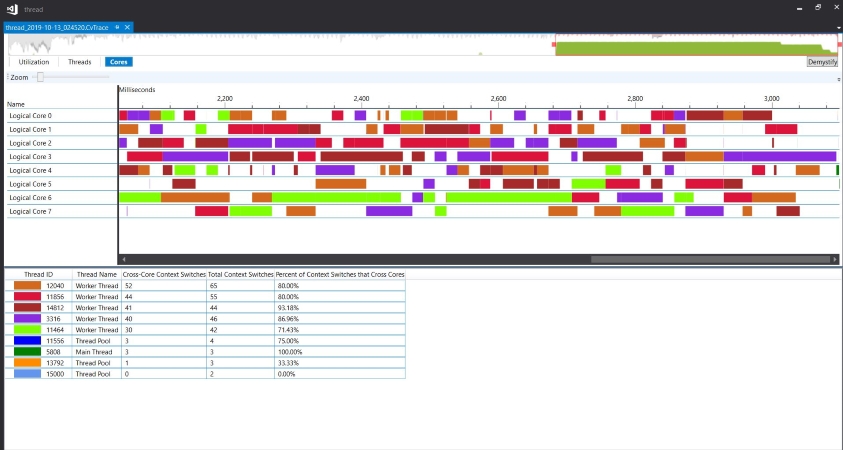 thread
thread_2019-10-13_024520.CvTrace
Utilization Threads Cores Demystify
Zoom
Milliseconds
Name 2,200 2,400 2,600 2,800 3,000
Logical Core 0
Logical Core 1
Logical Core 2
Logical Core 3
Logical Core 4
Logical Core 5
Logical Core 6
Logical Core 7
Thread ID Thread Name Cross-Core Context Switches Total Context Switches Percent of Context Switches that Cross Cores
12040 Worker Thread 52 65 80.00%
11856 Worker Thread 44 55 80.00%
14812 Worker Thread 41 44 93.18%
3316 Worker Thread 40 46 86.96%
11464 Worker Thread 30 42 71.43%
11556 Thread Pool 3 4 75.00%
5808 Main Thread 3 3 100.00%
13792 Thread Pool 1 3 33.33%
15000 Thread Pool 0 2 0.00%